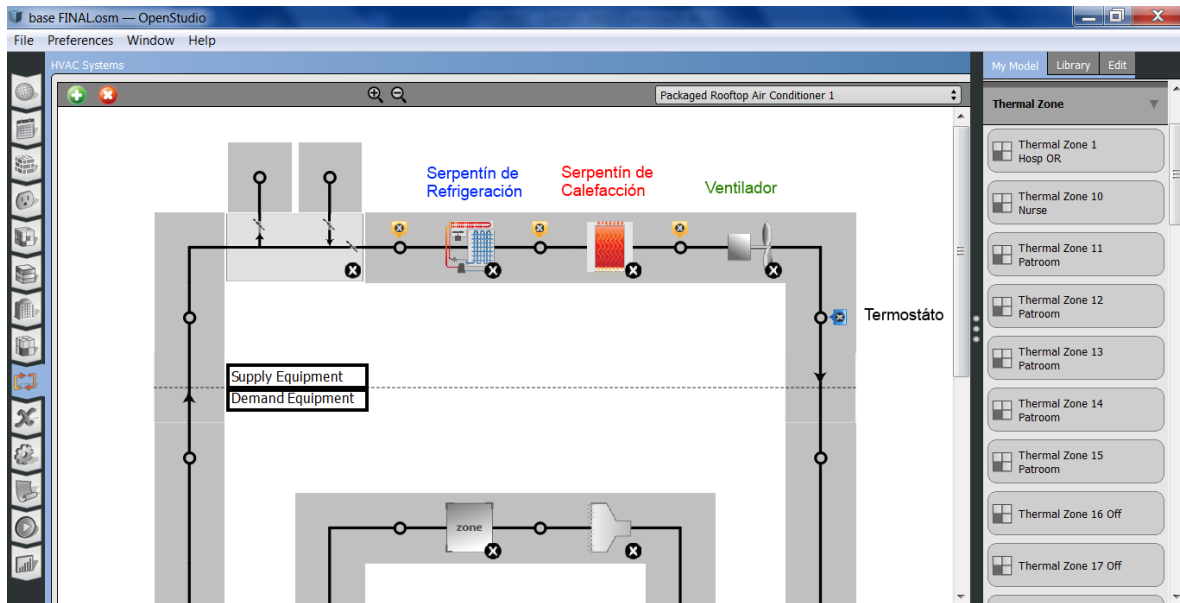 base FINAL.osm — OpenStudio
File Preferences Window Help
HVAC Systems
My Model Library Edit
Packaged Rooftop Air Conditioner 1
Thermal Zone
Serpentín de
Refrigeración
Serpentín de
Calefacción
Ventilador
Termostáto
Supply Equipment
Demand Equipment
zone
Thermal Zone 1
Hosp OR
Thermal Zone 10
Nurse
Thermal Zone 11
Patroom
Thermal Zone 12
Patroom
Thermal Zone 13
Patroom
Thermal Zone 14
Patroom
Thermal Zone 15
Patroom
Thermal Zone 16 Off
Thermal Zone 17 Off